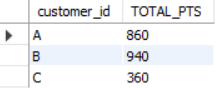 customer_id TOTAL_PTS
A 860
B 940
C 360